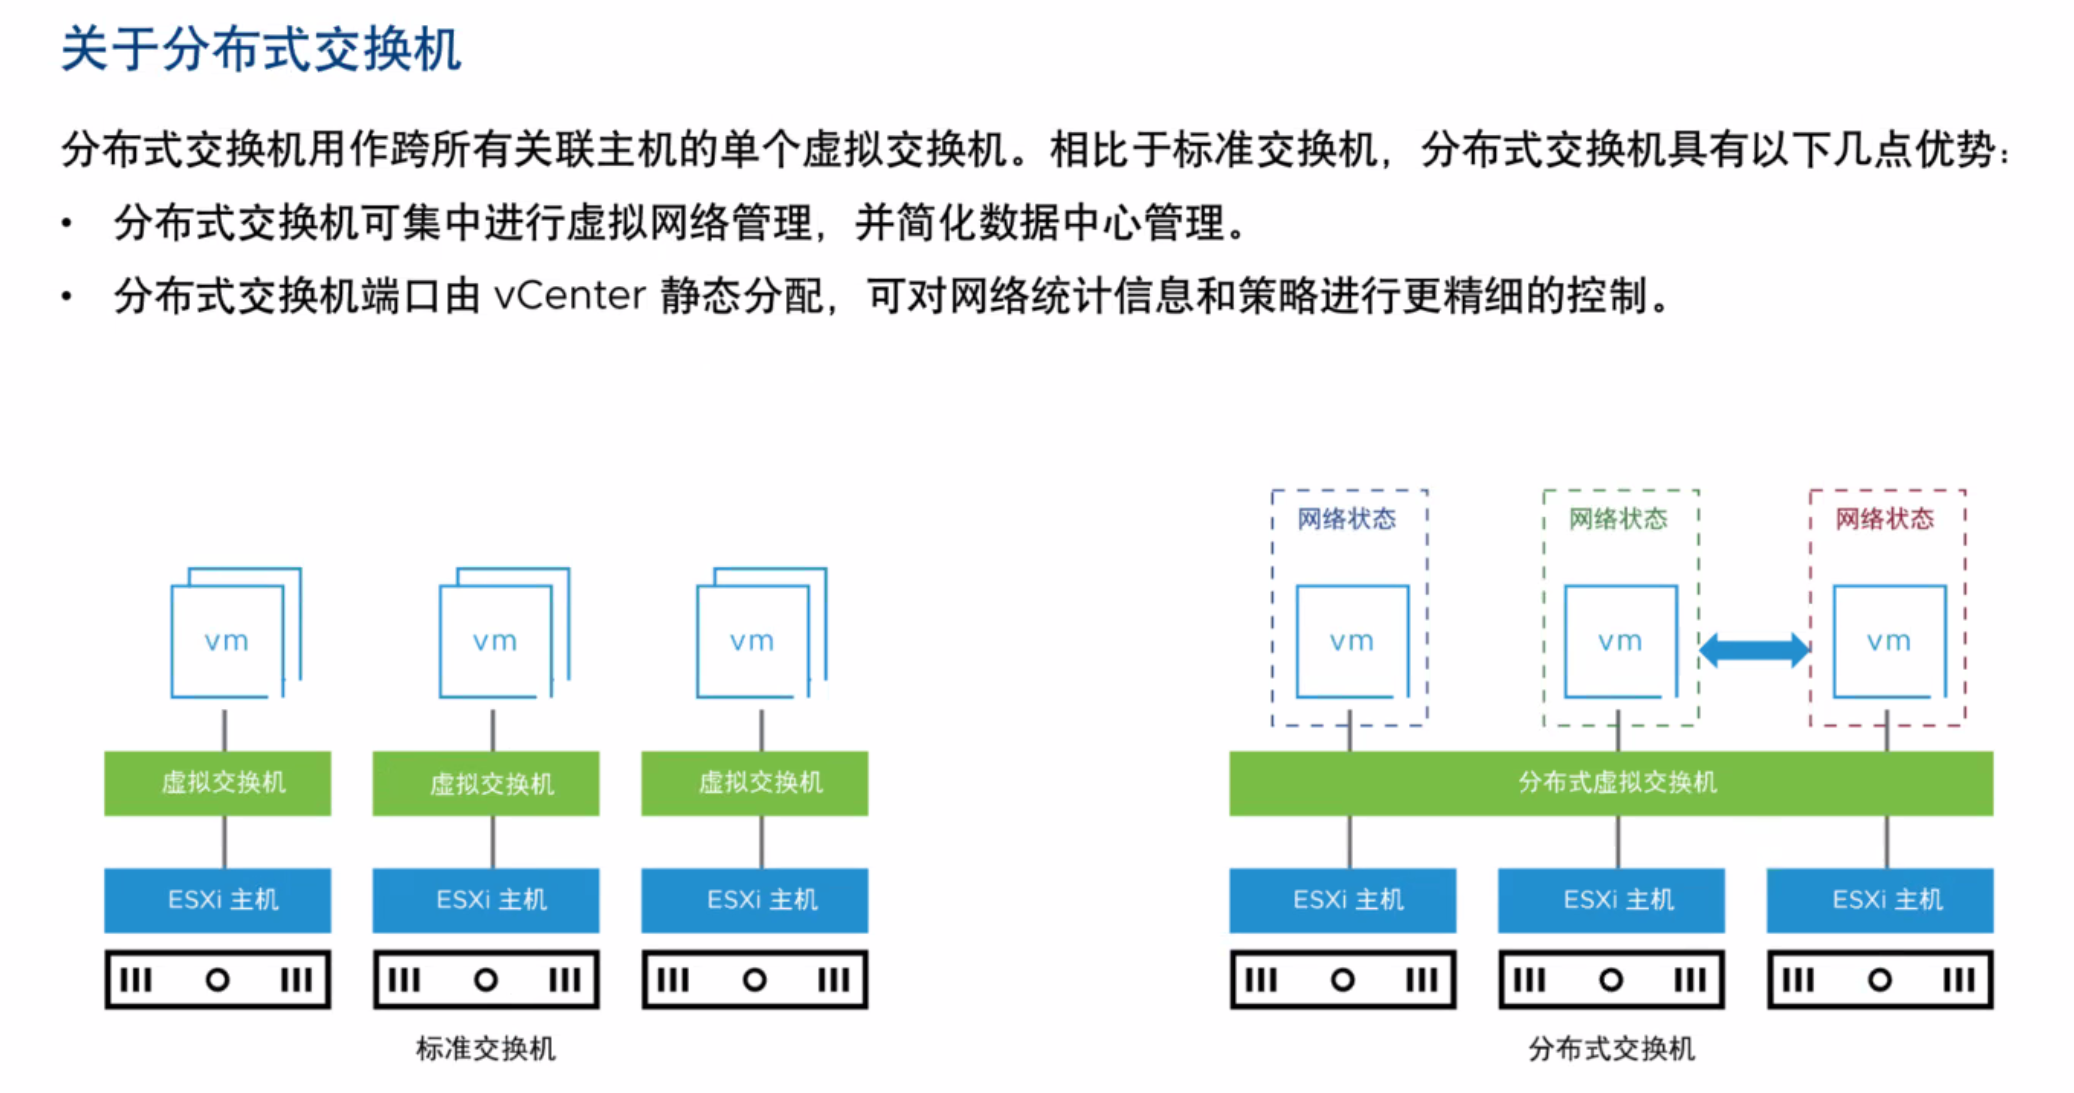 关于分布式交换机
分布式交换机用作跨所有关联主机的单个虚拟交换机。相比于标准交换机，分布式交换机具有以下几点优势：
• 分布式交换机可集中进行虚拟网络管理，并简化数据中心管理。
• 分布式交换机端口由 vCenter 静态分配，可对网络统计信息和策略进行更精细的控制。
vm
vm
vm
虚拟交换机
虚拟交换机
虚拟交换机
ESXi 主机
ESXi 主机
ESXi 主机
标准交换机
网络状态
网络状态
网络状态
vm
vm
vm
分布式虚拟交换机
ESXi 主机
ESXi 主机
ESXi 主机
分布式交换机